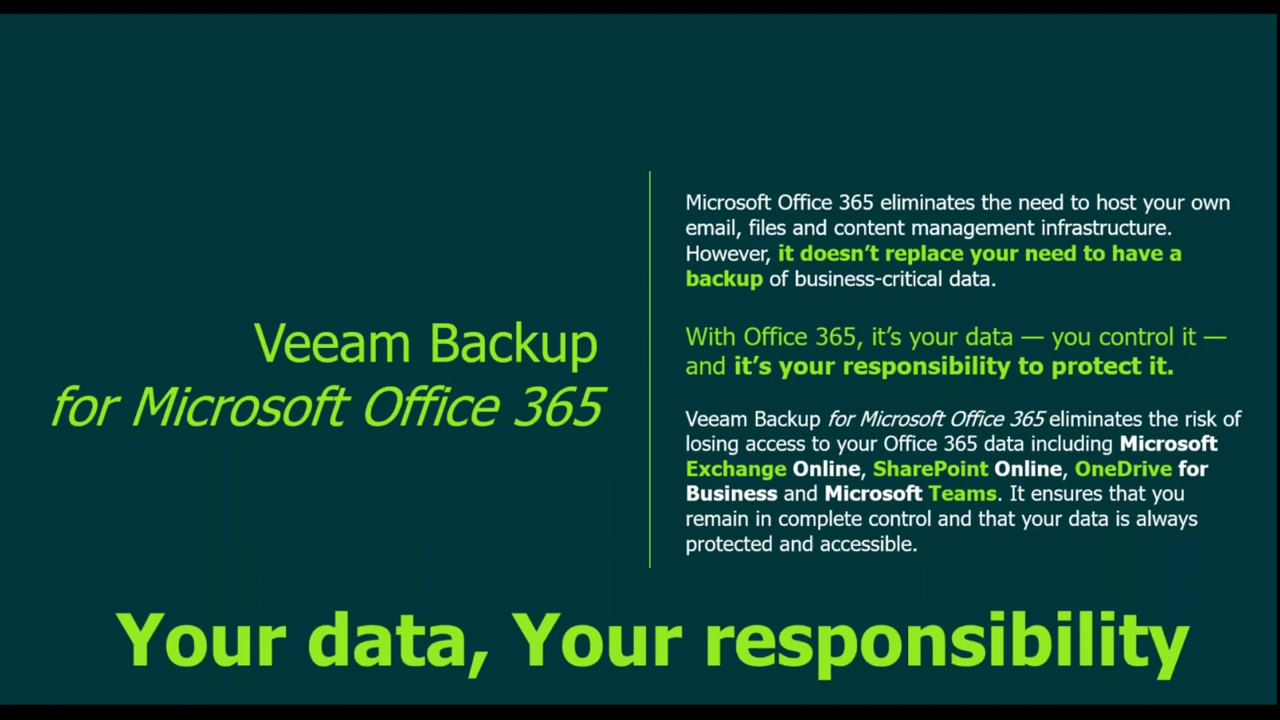 Veeam Backup
for Microsoft Office 365
Microsoft Office 365 eliminates the need to host your own
email, files and content management infrastructure.
However, it doesn’t replace your need to have a
backup of business-critical data.
With Office 365, it’s your data — you control it —
and it’s your responsibility to protect it.
Veeam Backup for Microsoft Office 365 eliminates the risk of
losing access to your Office 365 data including Microsoft
Exchange Online, SharePoint Online, OneDrive for
Business and Microsoft Teams. It ensures that you
remain in complete control and that your data is always
protected and accessible.
Your data, Your responsibility